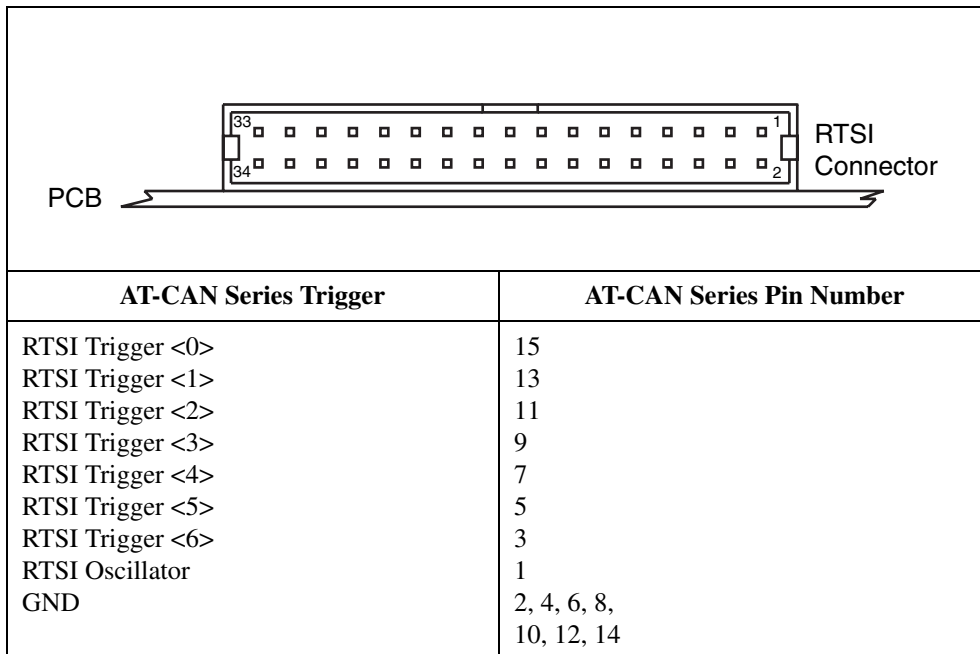 33
1
RTSI
Connector
34
2
PCB
AT-CAN Series Trigger
AT-CAN Series Pin Number
RTSI Trigger <0>
15
RTSI Trigger <1>
13
RTSI Trigger <2>
11
RTSI Trigger <3>
9
RTSI Trigger <4>
7
RTSI Trigger <5>
5
RTSI Trigger <6>
3
RTSI Oscillator
1
GND
2, 4, 6, 8,
10, 12, 14